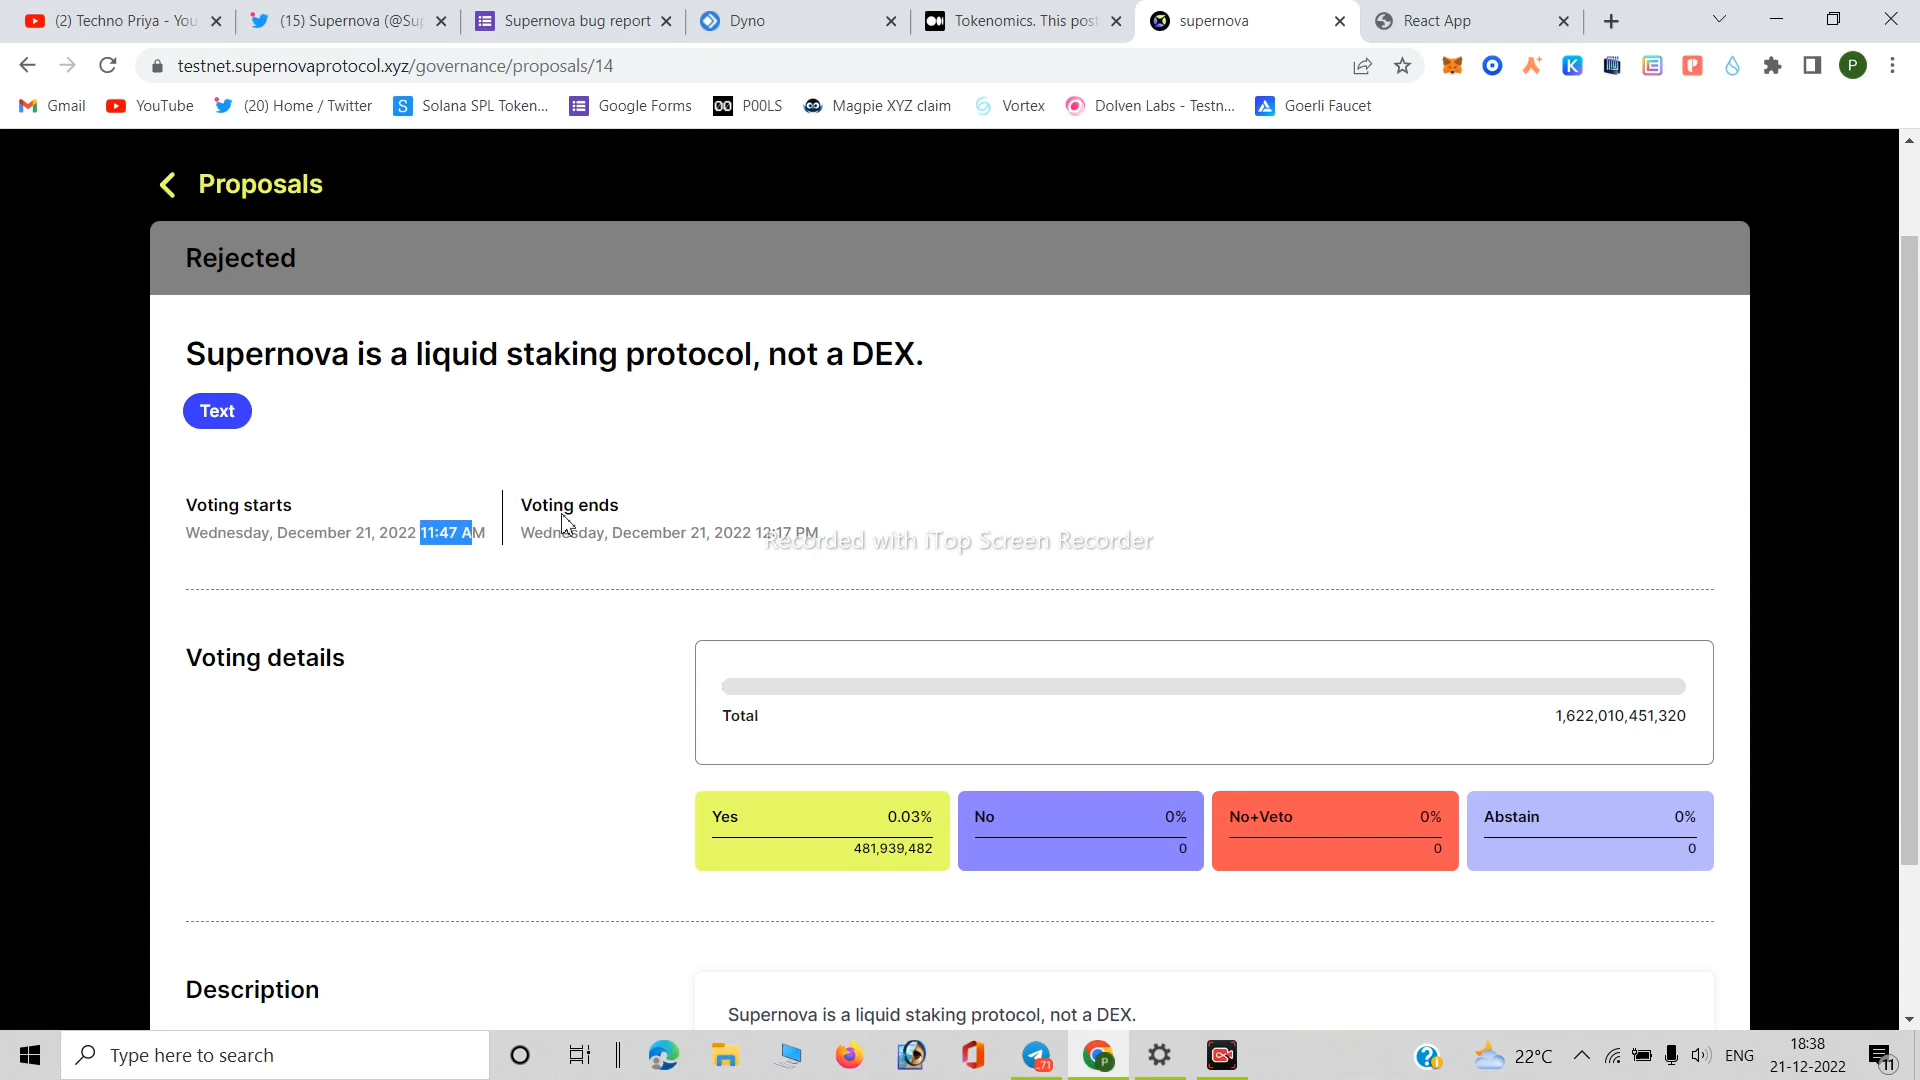 (2) Techno Priya - You
(15) Supernova (@Sup
Supernova bug report
Dyno
Tokenomics. This post
supernova
React App
testnet.supernovaprotocol.xyz/governance/proposals/14
P
Gmail
YouTube
(20) Home / Twitter
Solana SPL Token...
Google Forms
P00LS
Magpie XYZ claim
Vortex
Dolven Labs - Testn...
Goerli Faucet
Proposals
Rejected
Supernova is a liquid staking protocol, not a DEX.
Text
Voting starts
Wednesday, December 21, 2022 11:47 AM
Voting ends
Wednesday, December 21, 2022 12:17 PM
Recorded with iTop Screen Recorder
Voting details
Total 1,622,010,451,320
Yes 0.03%
481,939,482
No 0%
0
No+Veto 0%
0
Abstain 0%
0
Description
Supernova is a liquid staking protocol, not a DEX.
Type here to search
71
22°C
ENG
18:38
21-12-2022
11